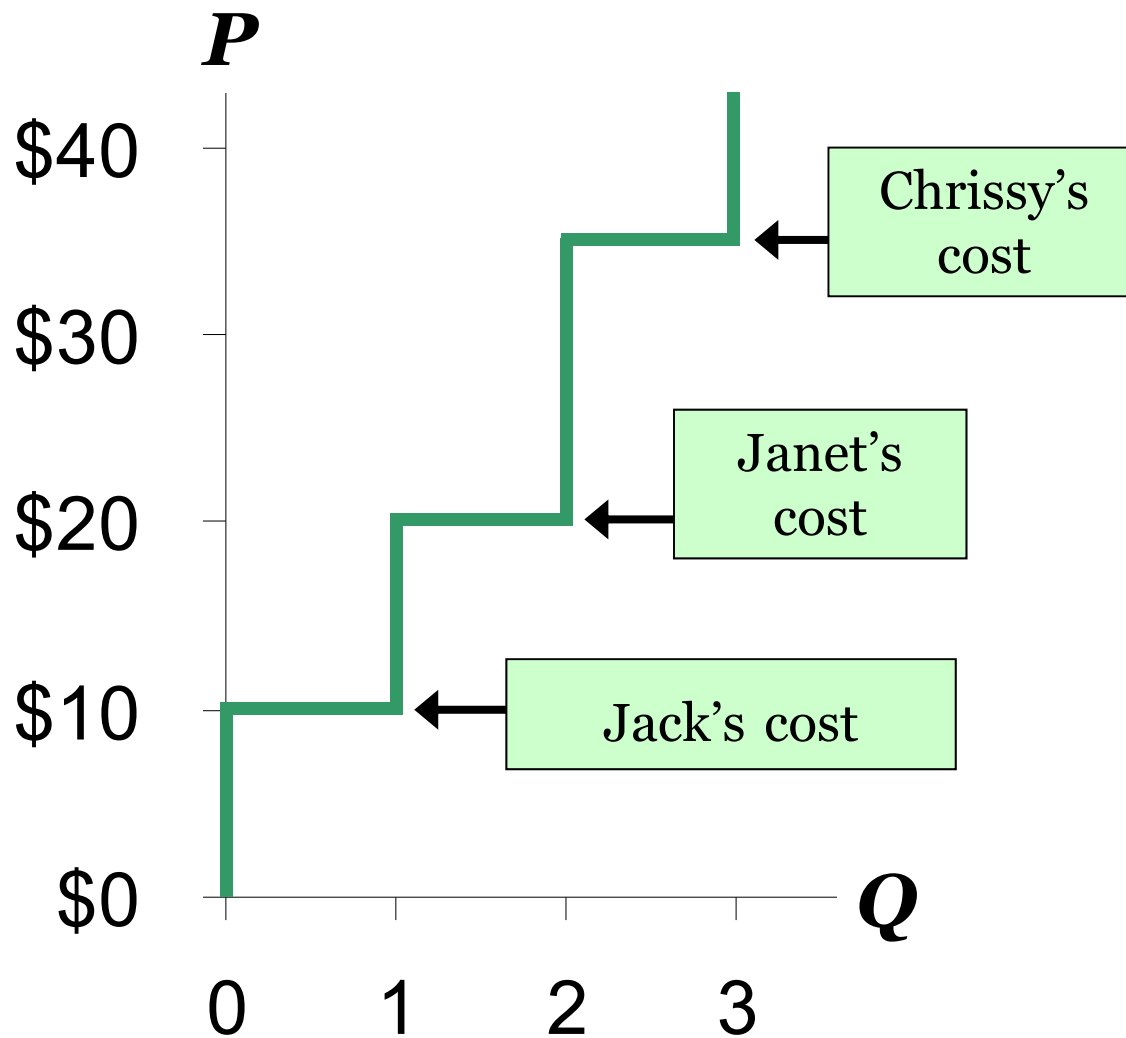 P
$40
Chrissy’s
cost
$30
Janet’s
cost
$20
$10
Jack’s cost
$0
Q
0 1 2 3